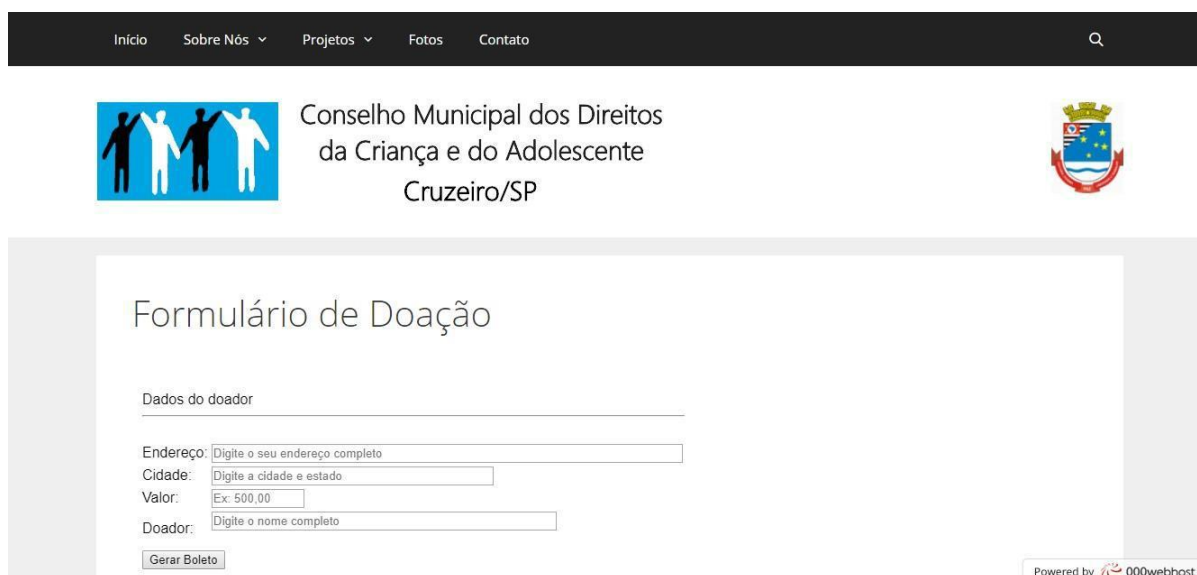 Início Sobre Nós Projetos Fotos Contato
Conselho Municipal dos Direitos
da Criança e do Adolescente
Cruzeiro/SP
Formulário de Doação
Dados do doador
Endereço: Digite o seu endereço completo
Cidade: Digite a cidade e estado
Valor: Ex: 500,00
Doador: Digite o nome completo
Gerar Boleto
Powered by 000webhost